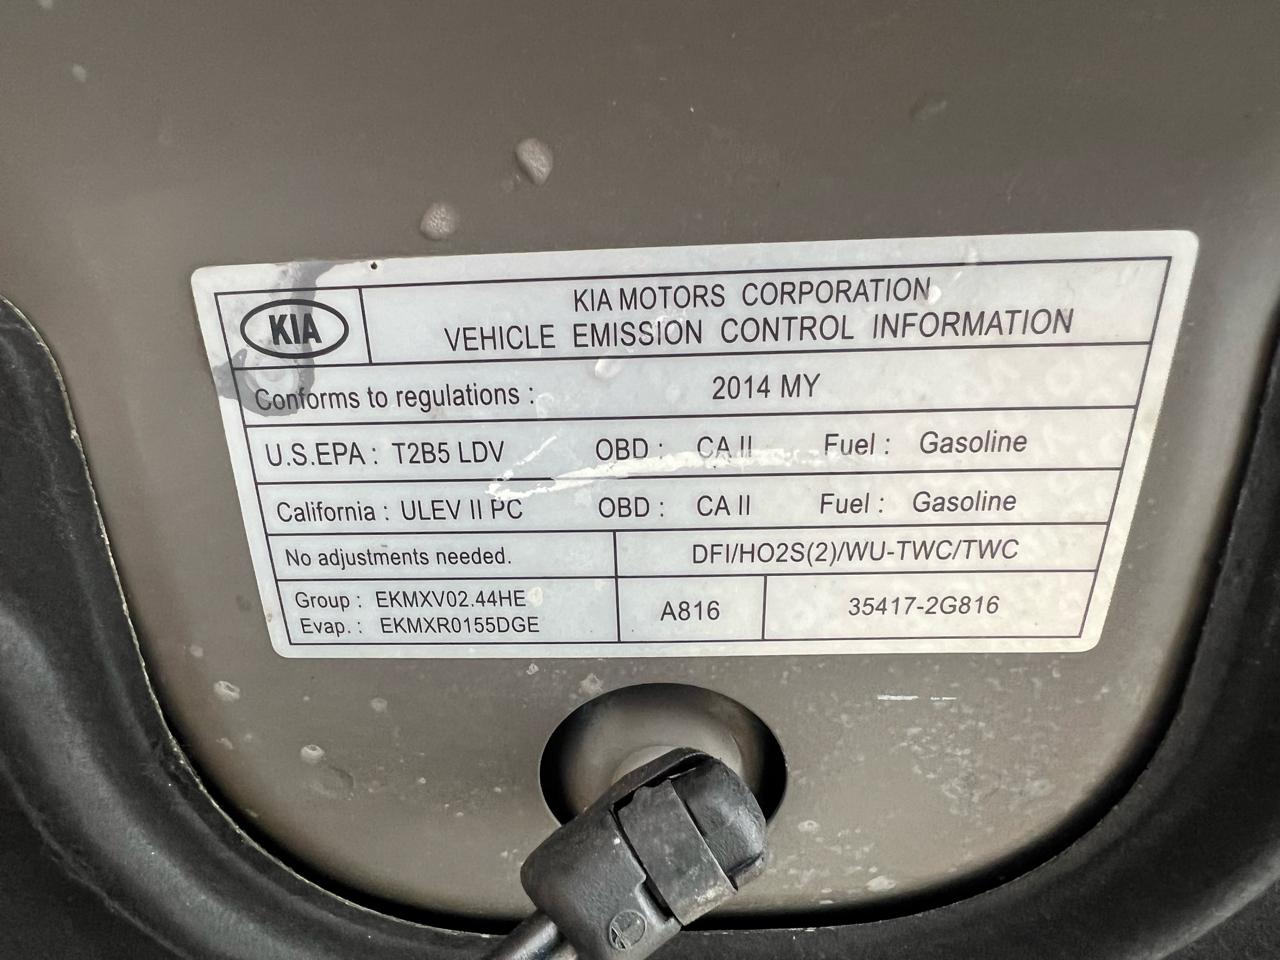 KIA
KIA MOTORS CORPORATION
VEHICLE EMISSION CONTROL INFORMATION
Conforms to regulations : 2014 MY
U.S.EPA : T2B5 LDV OBD : CA II Fuel : Gasoline
California : ULEV II PC OBD : CA II Fuel : Gasoline
No adjustments needed. DFI/HO2S(2)/WU-TWC/TWC
Group : EKMXV02.44HE
Evap. : EKMXR0155DGE
A816
35417-2G816